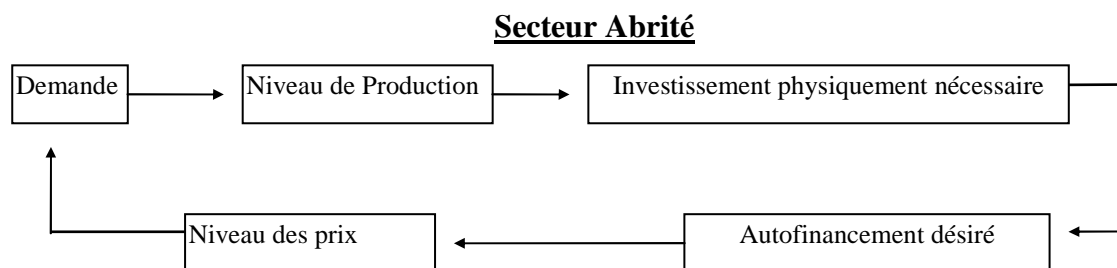 Secteur Abrité
Demande
Niveau de Production
Investissement physiquement nécessaire
Niveau des prix
Autofinancement désiré